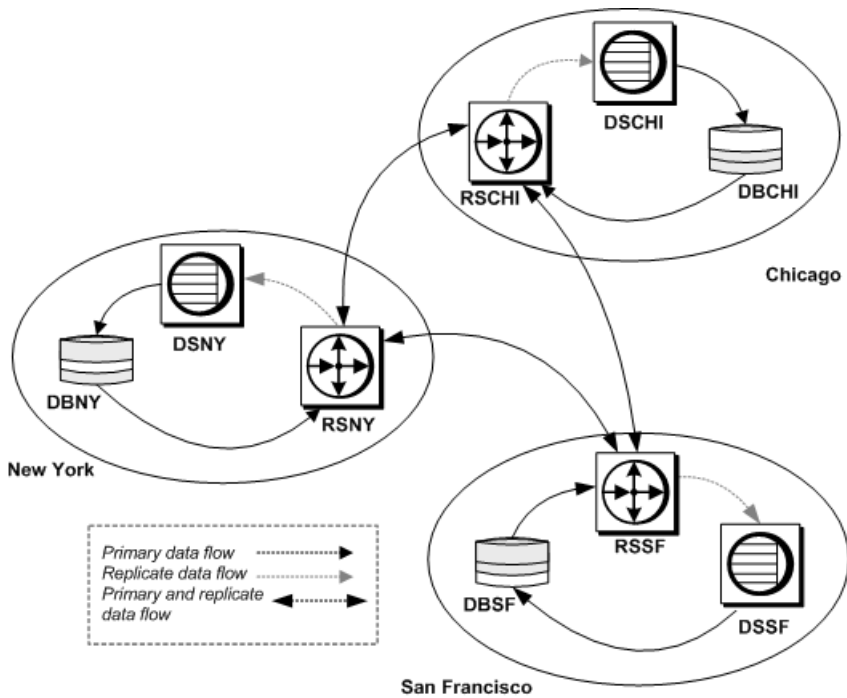 DSCHI
RSCHI
DBCHI
Chicago
DSNY
DBNY
RSNY
New York
RSSF
DBSF
DSSF
San Francisco
Primary data flow
Replicate data flow
Primary and replicate
data flow